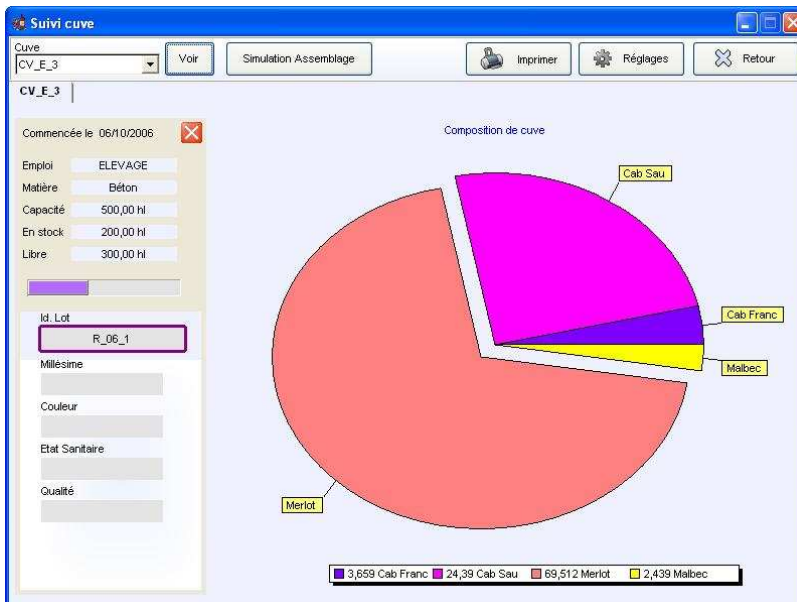 Suivi cuve
Cuve
CV_E_3
Voir
Simulation Assemblage
Imprimer
Réglages
Retour
CV_E_3
Commencée le 06/10/2006
Emploi ELEVAGE
Matière Béton
Capacité 500,00 hl
En stock 200,00 hl
Libre 300,00 hl
Id. Lot
R_06_1
Millésime
Couleur
Etat Sanitaire
Qualité
Composition de cuve
Cab Sau
Cab Franc
Malbec
Merlot
3,659 Cab Franc 24,39 Cab Sau 69,512 Merlot 2,439 Malbec